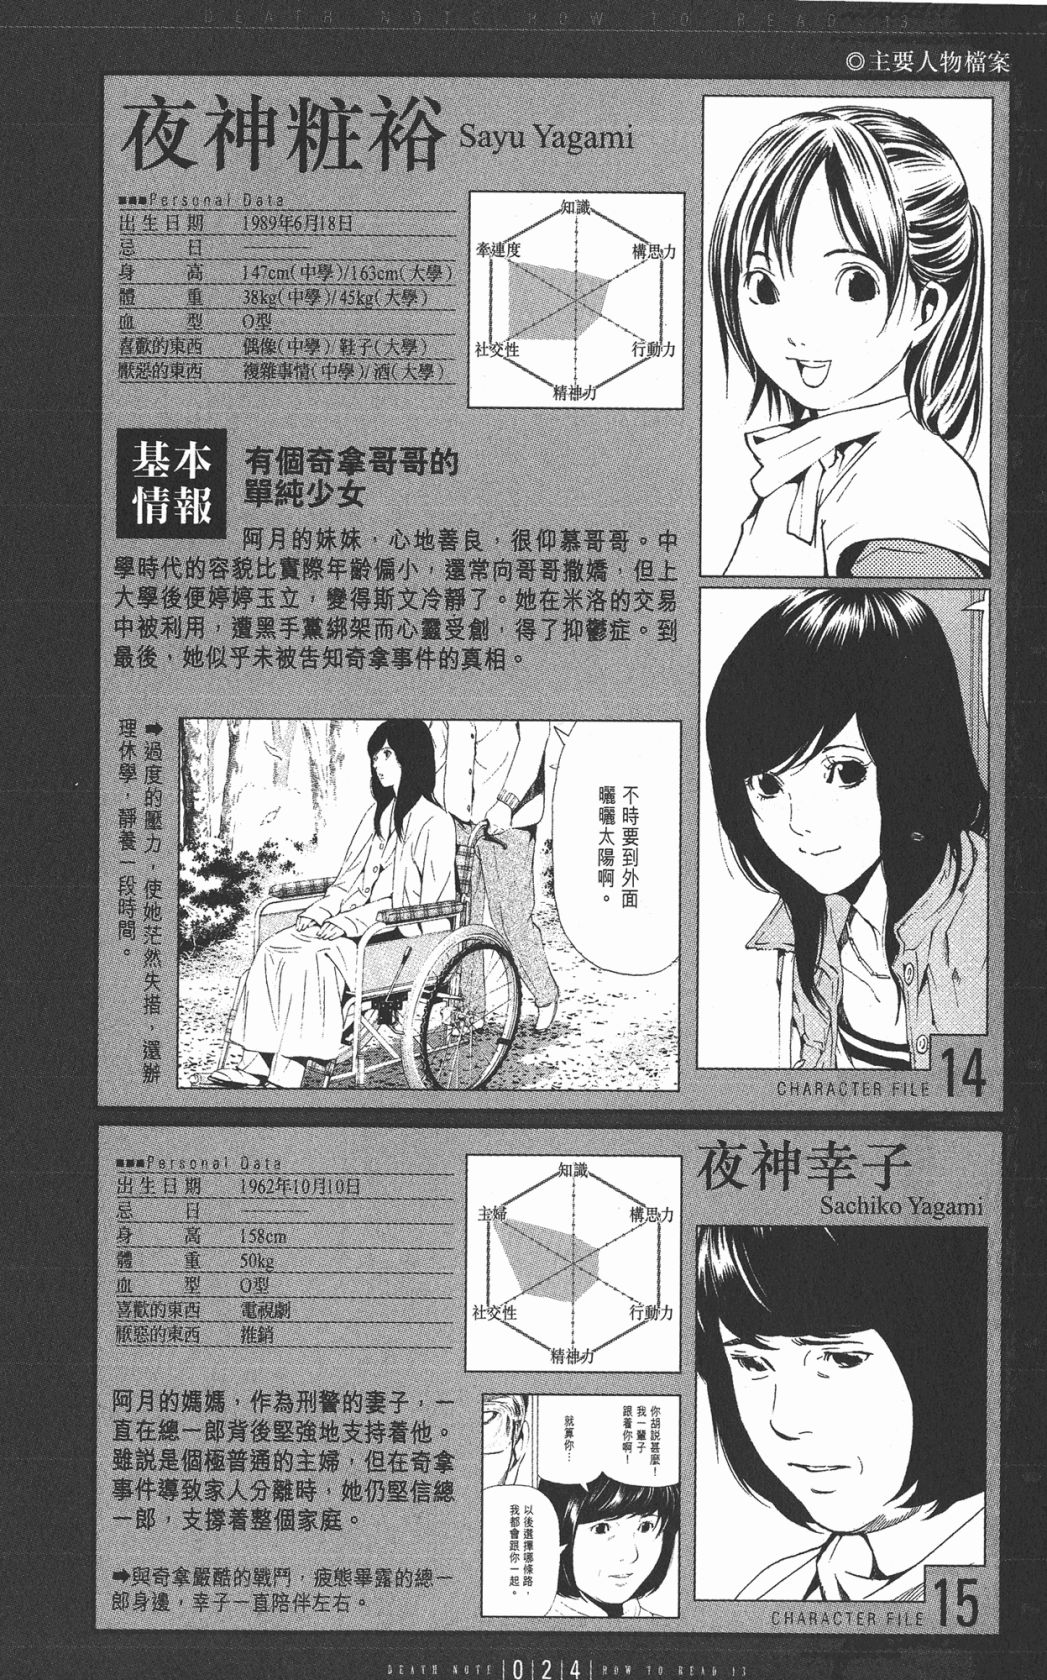 DEATH NOTE HOW TO READ 13
◎主要人物檔案
夜神粧裕 Sayu Yagami
■■■Personal Data
出生日期 1989年6月18日
忌日 ————
身高 147cm(中學)/163cm(大學)
體重 38kg(中學)/45kg(大學)
血型 O型
喜歡的東西 偶像(中學)/鞋子(大學)
厭惡的東西 複雜事情(中學)/酒(大學)
知識
牽連度
構思力
社交性
行動力
精神力
基本
情報
有個奇拿哥哥的
單純少女
阿月的妹妹，心地善良，很仰慕哥哥。中
學時代的容貌比實際年齡偏小，還常向哥哥撒嬌，但上
大學後便婷婷玉立，變得斯文冷靜了。她在米洛的交易
中被利用，遭黑手黨綁架而心靈受創，得了抑鬱症。到
最後，她似乎未被告知奇拿事件的真相。
➡過度的壓力，使她茫然失措，還辦
理休學，靜養一段時間。
不時要到外面
曬曬太陽啊。
CHARACTER FILE 14
夜神幸子
Sachiko Yagami
■■■Personal Data
出生日期 1962年10月10日
忌日 ————
身高 158cm
體重 50kg
血型 O型
喜歡的東西 電視劇
厭惡的東西 推銷
知識
主婦
構思力
社交性
行動力
精神力
阿月的媽媽，作為刑警的妻子，一
直在總一郎背後堅強地支持着他。
雖說是個極普通的主婦，但在奇拿
事件導致家人分離時，她仍堅信總
一郎，支撐着整個家庭。
➡與奇拿嚴酷的戰鬥，疲態畢露的總一
郎身邊，幸子一直陪伴左右。
你胡說甚麼！
我一輩子
跟着你啊！
就算你…
以後選擇哪條路，
我都會跟你一起。
CHARACTER FILE 15
DEATH NOTE |0|2|4| HOW TO READ 13